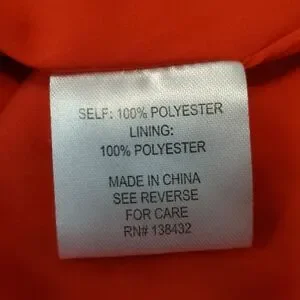 SELF: 100% POLYESTER
LINING:
100% POLYESTER
MADE IN CHINA
SEE REVERSE
FOR CARE
RN# 138432